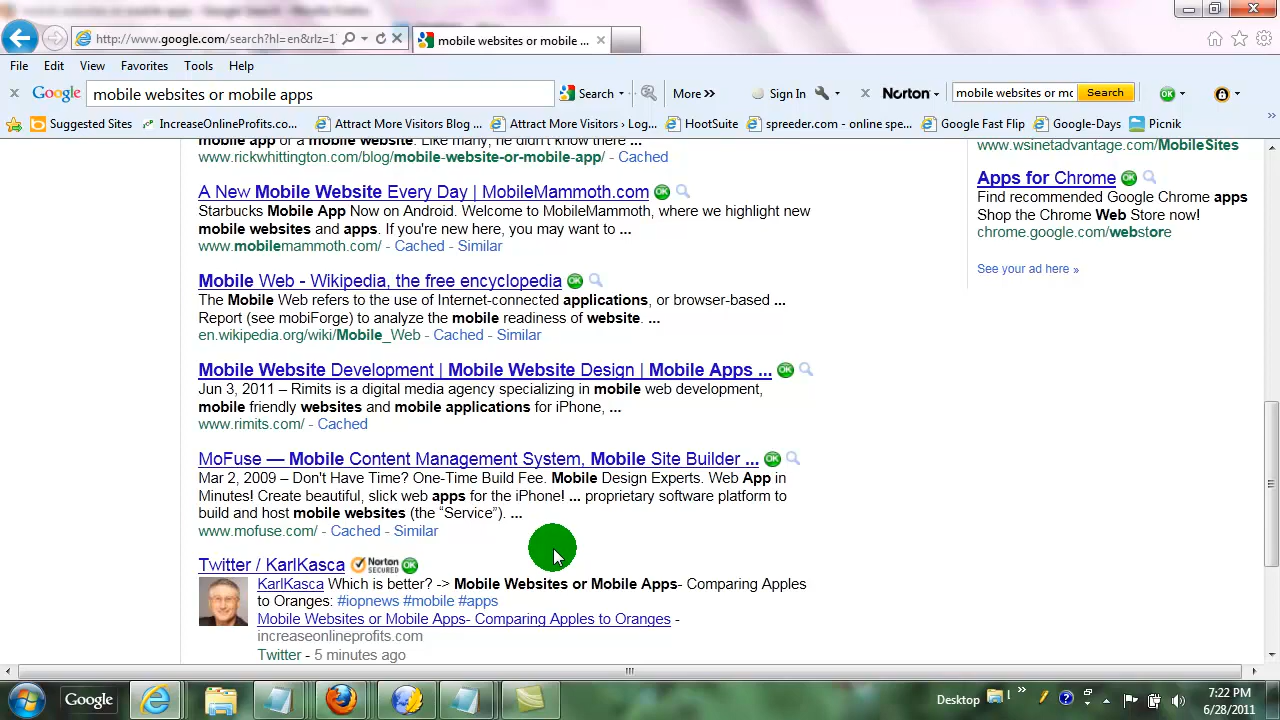 http://www.google.com/search?hl=en&rlz=1
mobile websites or mobile ...
File Edit View Favorites Tools Help
Google mobile websites or mobile apps Search More >> Sign In Norton mobile websites or mo Search
Suggested Sites IncreaseOnlineProfits.co... Attract More Visitors Blog ... Attract More Visitors › Log... HootSuite spreeder.com - online spe... Google Fast Flip Google-Days Picnik
mobile app or a mobile website. Like many, he didn't know there ...
www.rickwhittington.com/blog/mobile-website-or-mobile-app/ - Cached
A New Mobile Website Every Day | MobileMammoth.com
Starbucks Mobile App Now on Android. Welcome to MobileMammoth, where we highlight new
mobile websites and apps. If you're new here, you may want to ...
www.mobilemammoth.com/ - Cached - Similar
Mobile Web - Wikipedia, the free encyclopedia
The Mobile Web refers to the use of Internet-connected applications, or browser-based ...
Report (see mobiForge) to analyze the mobile readiness of website. ...
en.wikipedia.org/wiki/Mobile_Web - Cached - Similar
Mobile Website Development | Mobile Website Design | Mobile Apps ...
Jun 3, 2011 – Rimits is a digital media agency specializing in mobile web development,
mobile friendly websites and mobile applications for iPhone, ...
www.rimits.com/ - Cached
MoFuse — Mobile Content Management System, Mobile Site Builder ...
Mar 2, 2009 – Don't Have Time? One-Time Build Fee. Mobile Design Experts. Web App in
Minutes! Create beautiful, slick web apps for the iPhone! ... proprietary software platform to
build and host mobile websites (the “Service”). ...
www.mofuse.com/ - Cached - Similar
Twitter / KarlKasca Norton SECURED OK
KarlKasca Which is better? -> Mobile Websites or Mobile Apps- Comparing Apples
to Oranges: #iopnews #mobile #apps
Mobile Websites or Mobile Apps- Comparing Apples to Oranges -
increaseonlineprofits.com
Twitter - 5 minutes ago
www.wsinetadvantage.com/MobileSites
Apps for Chrome
Find recommended Google Chrome apps
Shop the Chrome Web Store now!
chrome.google.com/webstore
See your ad here »
Google Desktop 7:22 PM
6/28/2011